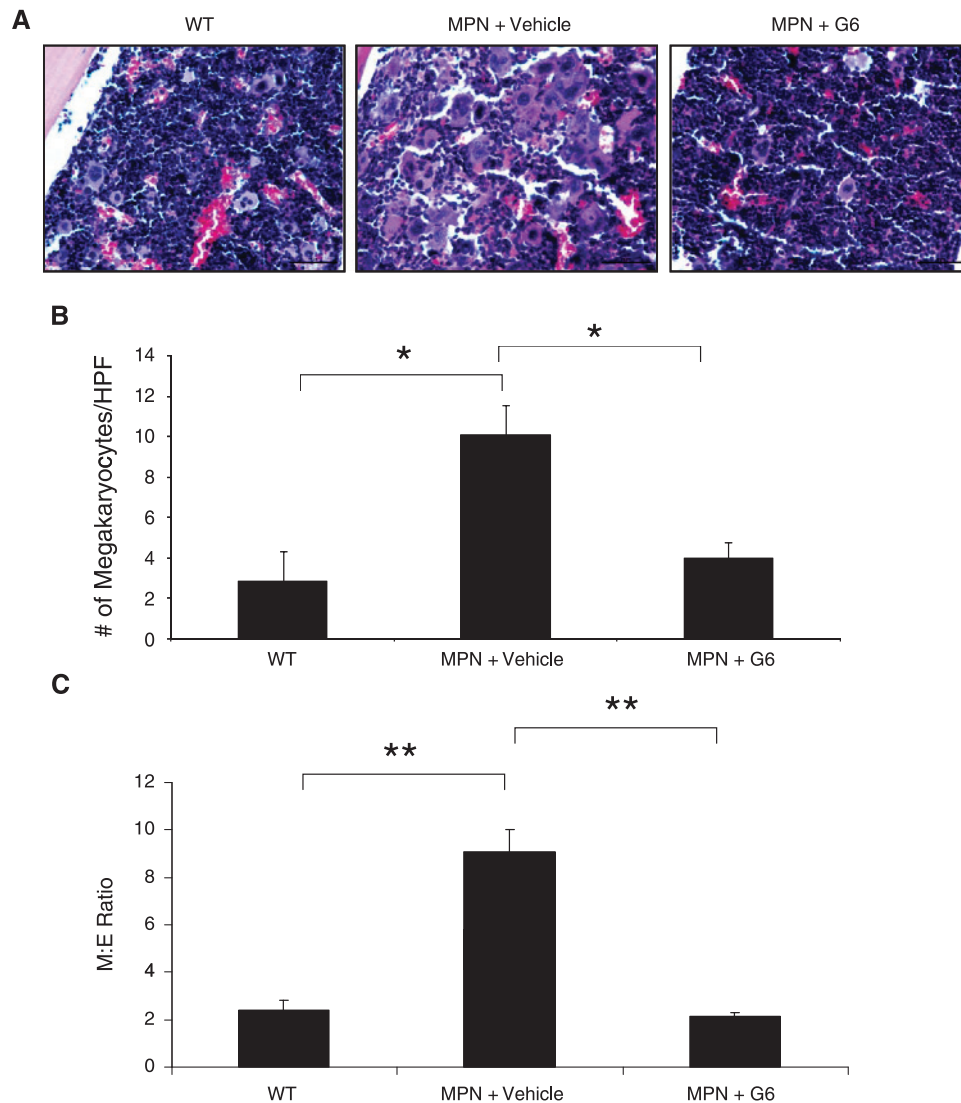 A
WT
MPN + Vehicle
MPN + G6
B
# of Megakaryocytes/HPF
14
12
10
8
6
4
2
0
*
*
WT
MPN + Vehicle
MPN + G6
C
M:E Ratio
12
10
8
6
4
2
0
**
**
WT
MPN + Vehicle
MPN + G6